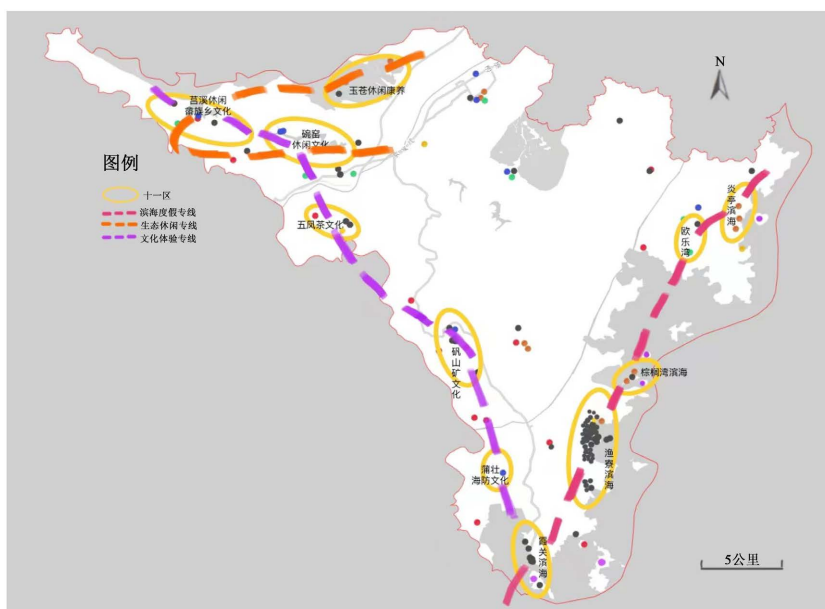 N
玉苍休闲康养
莒溪休闲
畲族乡文化
碗窑
休闲文化
图例
十一区
滨海度假专线
生态休闲专线
文化体验专线
五凤茶文化
炎亭滨海
欧乐湾
矾山矿文化
棕榈湾滨海
渔寮滨海
蒲壮
海防文化
霞关滨海
5公里